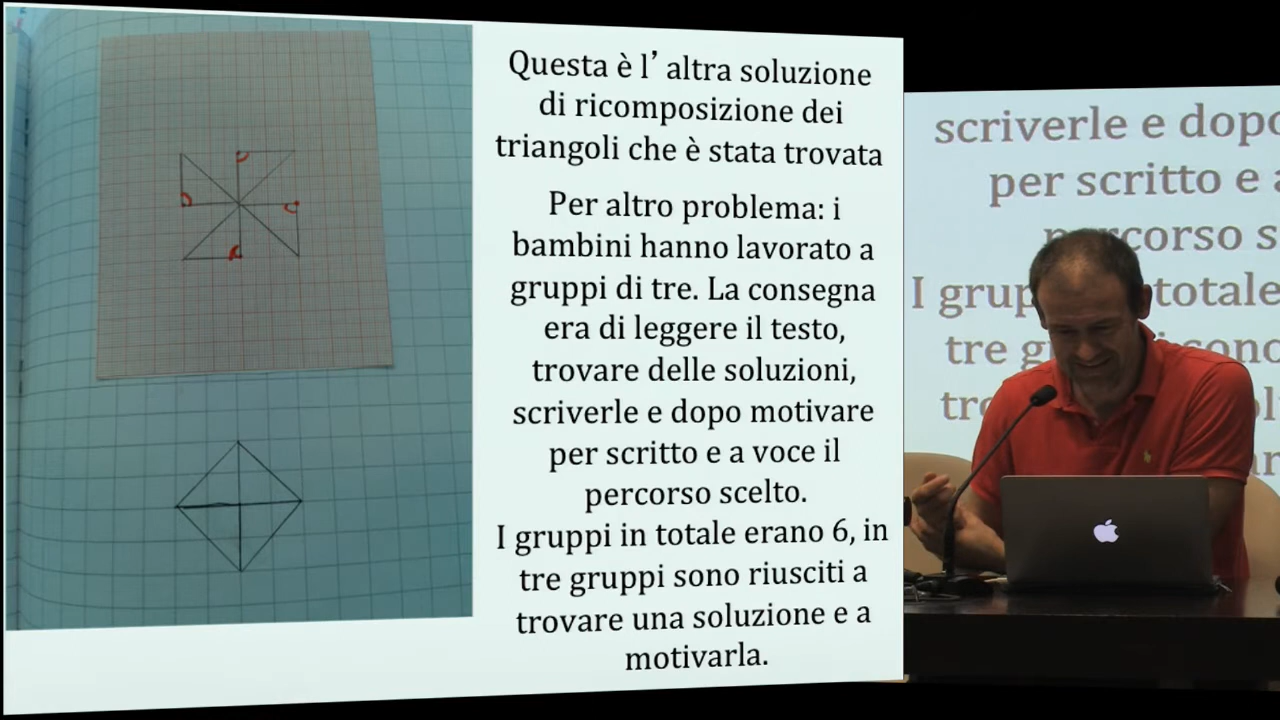 Questa è l’altra soluzione
di ricomposizione dei
triangoli che è stata trovata
Per altro problema: i
bambini hanno lavorato a
gruppi di tre. La consegna
era di leggere il testo,
trovare delle soluzioni,
scriverle e dopo motivare
per scritto e a voce il
percorso scelto.
I gruppi in totale erano 6, in
tre gruppi sono riusciti a
trovare una soluzione e a
motivarla.
scriverle e dopo
per scritto e a
percorso s
I grup totale
tre g